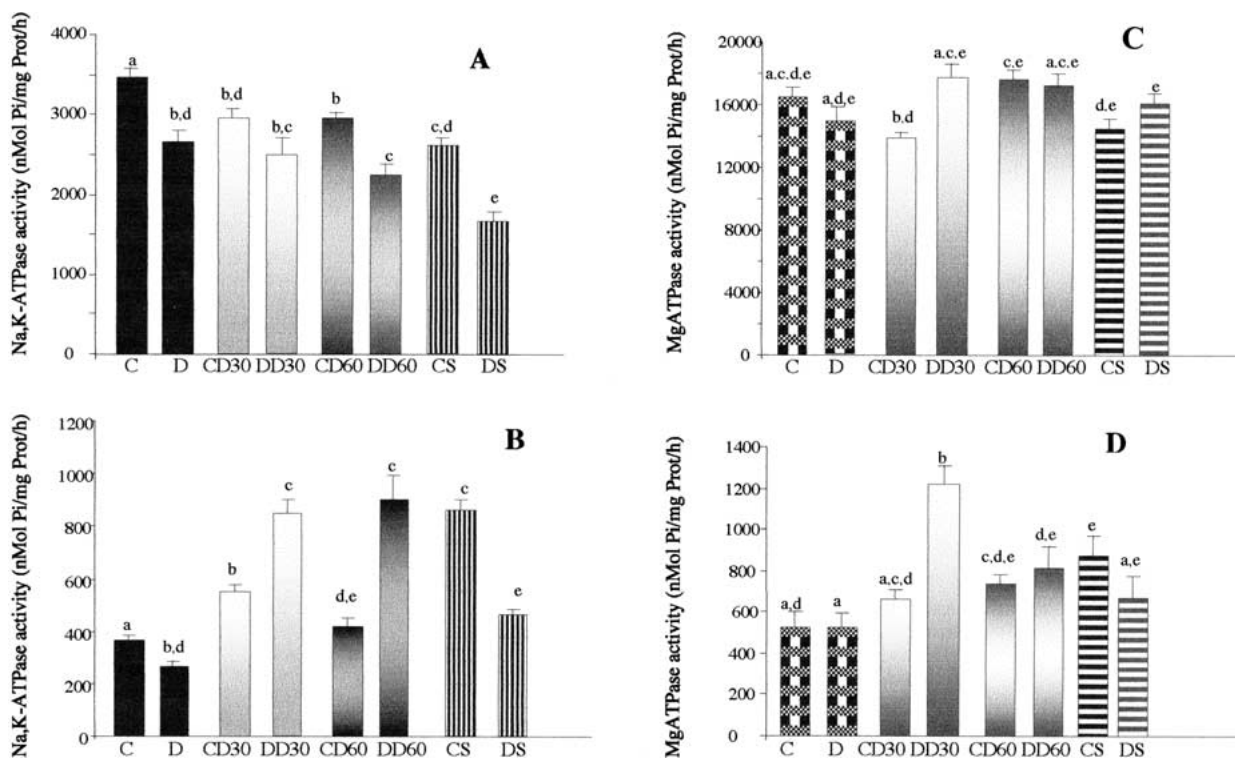 A
Na,K-ATPase activity (nMol Pi/mg Prot/h)
4000
3000
2000
1000
0
a
b,d
b,d
b,c
b
c
c,d
e
C D CD30 DD30 CD60 DD60 CS DS
C
MgATPase activity (nMol Pi/mg Prot/h)
20000
16000
12000
8000
4000
0
a.c,d,e
a,d,e
b,d
a,c,e
c,e
a,c,e
d,e
e
C D CD30 DD30 CD60 DD60 CS DS
B
Na,K-ATPase activity (nMol Pi/mg Prot/h)
1200
1000
800
600
400
200
0
a
b,d
b
c
d,e
c
c
e
C D CD30 DD30 CD60 DD60 CS DS
D
MgATPase activity (nMol Pi/mg Prot/h)
1400
1200
1000
800
600
400
200
0
a,d
a
a,c,d
b
c,d,e
d,e
e
a,e
C D CD30 DD30 CD60 DD60 CS DS